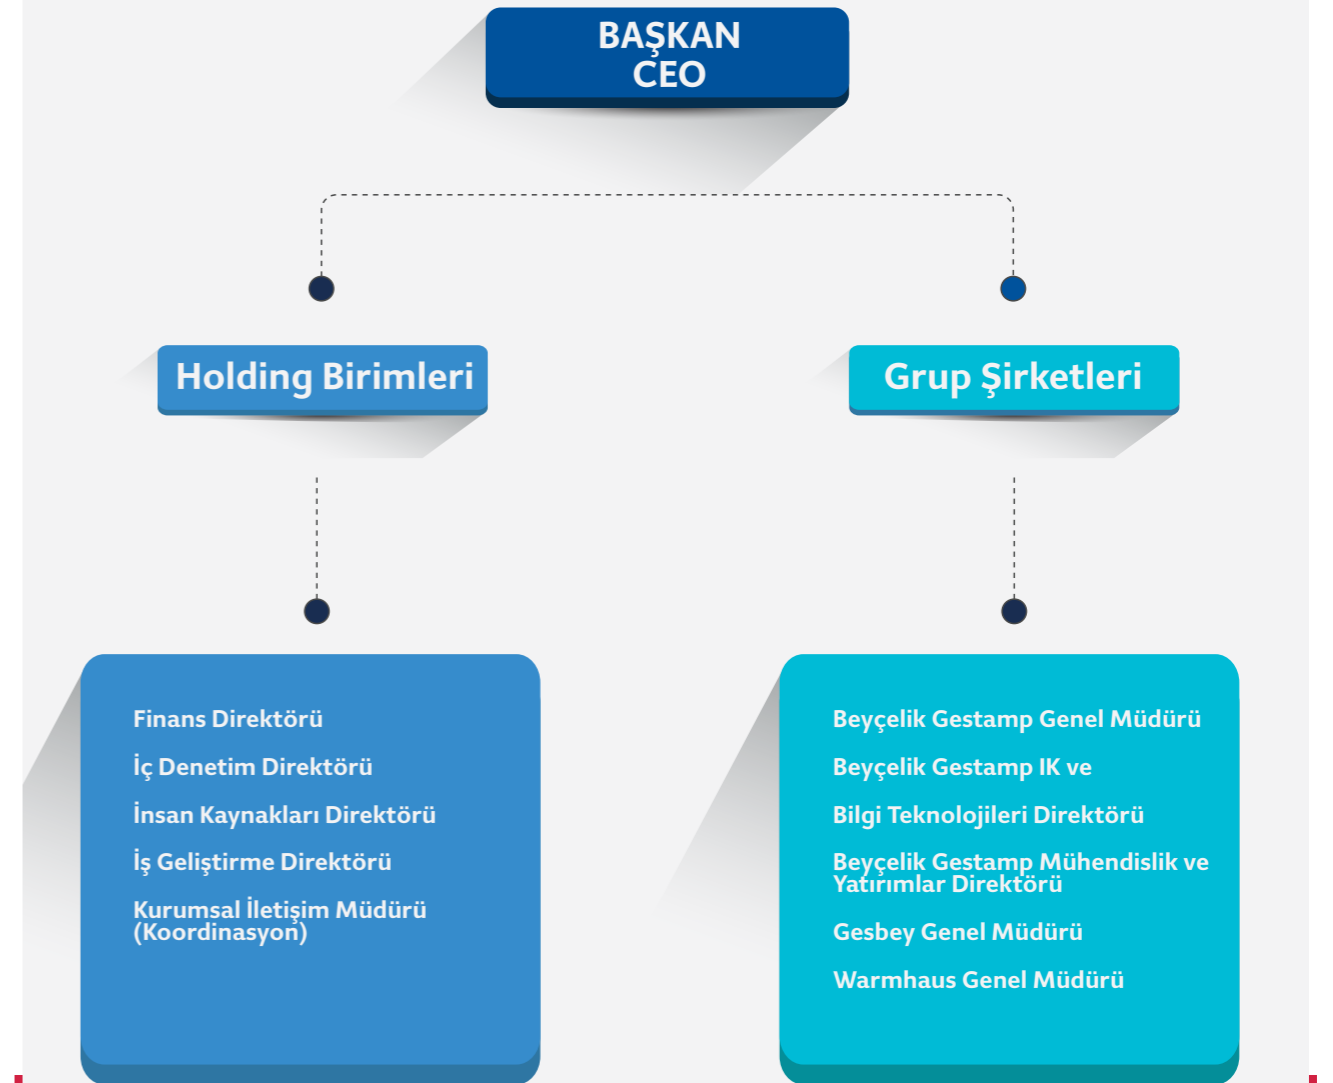 BAŞKAN
CEO
Holding Birimleri
Grup Şirketleri
Finans Direktörü
İç Denetim Direktörü
İnsan Kaynakları Direktörü
İş Geliştirme Direktörü
Kurumsal İletişim Müdürü
(Koordinasyon)
Beyçelik Gestamp Genel Müdürü
Beyçelik Gestamp IK ve
Bilgi Teknolojileri Direktörü
Beyçelik Gestamp Mühendislik ve
Yatırımlar Direktörü
Gesbey Genel Müdürü
Warmhaus Genel Müdürü